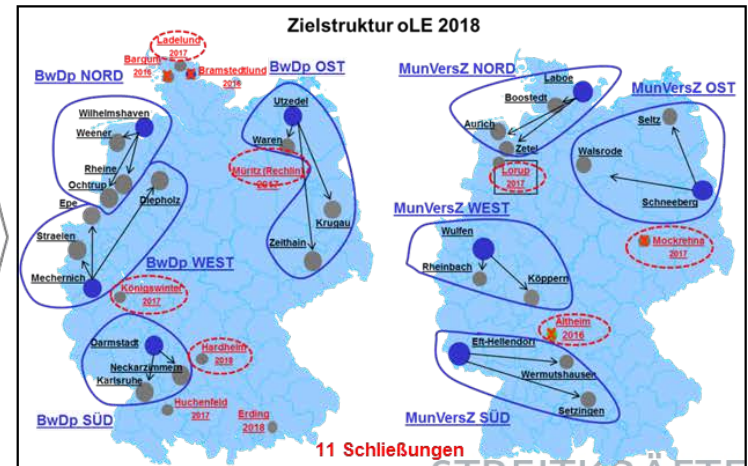 Zielstruktur oLE 2018
Ladelund
2017
Bargum
2016
Bramstedtlund
2016
BwDp NORD
BwDp OST
Wilhelmshaven
Weener
Rheine
Ochtrup
Epe
Diepholz
Straelen
Mechernich
BwDp WEST
Utzedel
Waren
Müritz (Rechlin)
2017
Krugau
Zeithain
Königswinter
2017
Darmstadt
Neckarzimmern
Karlsruhe
Hardheim
2018
Huchenfeld
2017
BwDp SÜD
Erding
2018
MunVersZ NORD
Laboe
Boostedt
Aurich
Zetel
Lorup
2017
MunVersZ OST
Seltz
Walsrode
Schneeberg
MunVersZ WEST
Wulfen
Rheinbach
Köppern
Mockrehna
2017
Altheim
2016
Eft-Hellendorf
Wermutshausen
Setzingen
MunVersZ SÜD
11 Schließungen